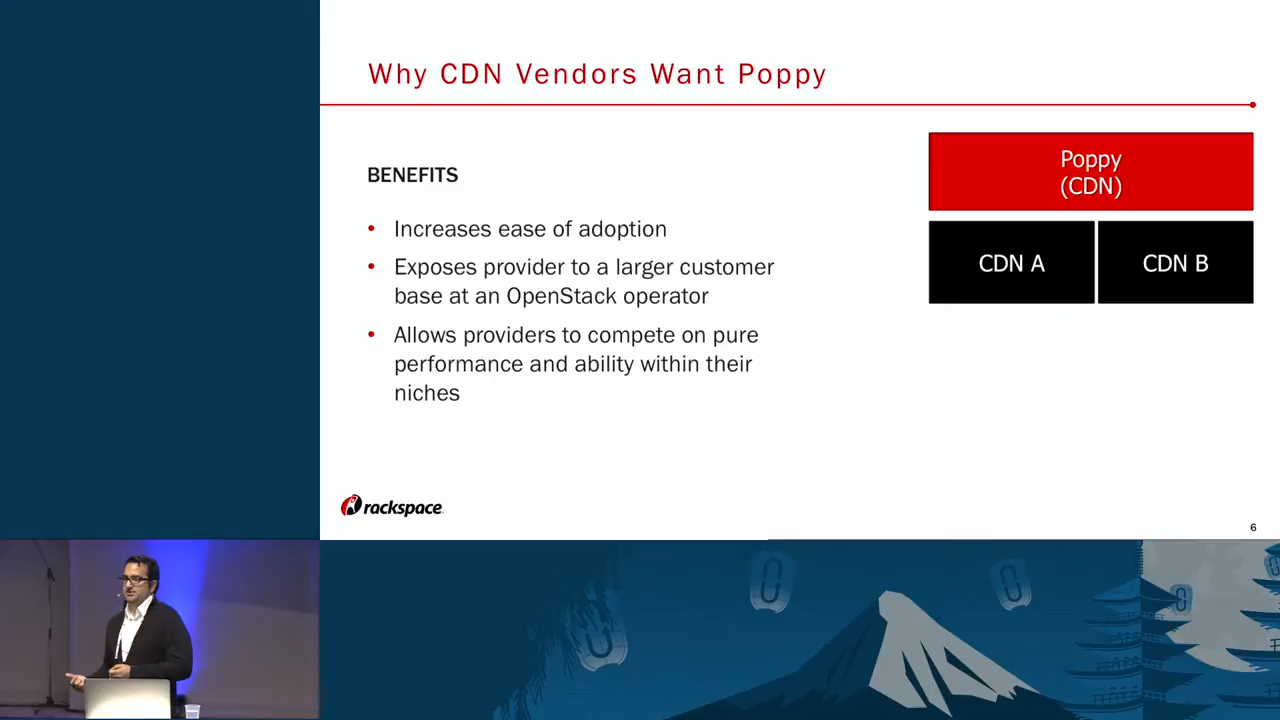 Why CDN Vendors Want Poppy
BENEFITS
• Increases ease of adoption
• Exposes provider to a larger customer
base at an OpenStack operator
• Allows providers to compete on pure
performance and ability within their
niches
Poppy
(CDN)
CDN A
CDN B
rackspace
6